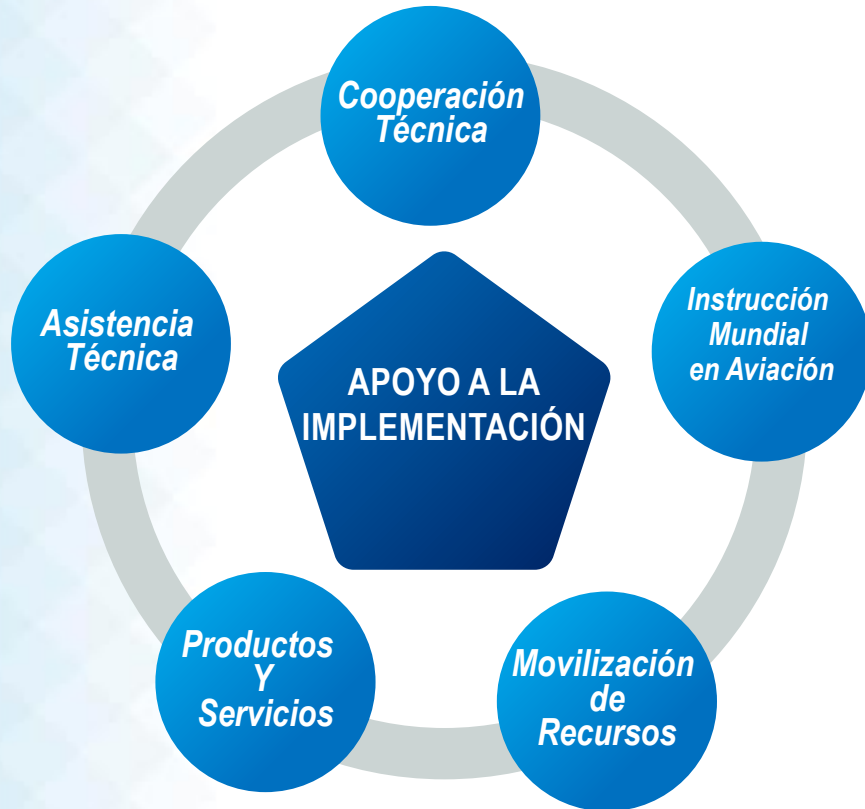 Cooperación
Técnica
Instrucción
Mundial
en Aviación
Movilización
de
Recursos
Productos
Y
Servicios
Asistencia
Técnica
APOYO A LA
IMPLEMENTACIÓN